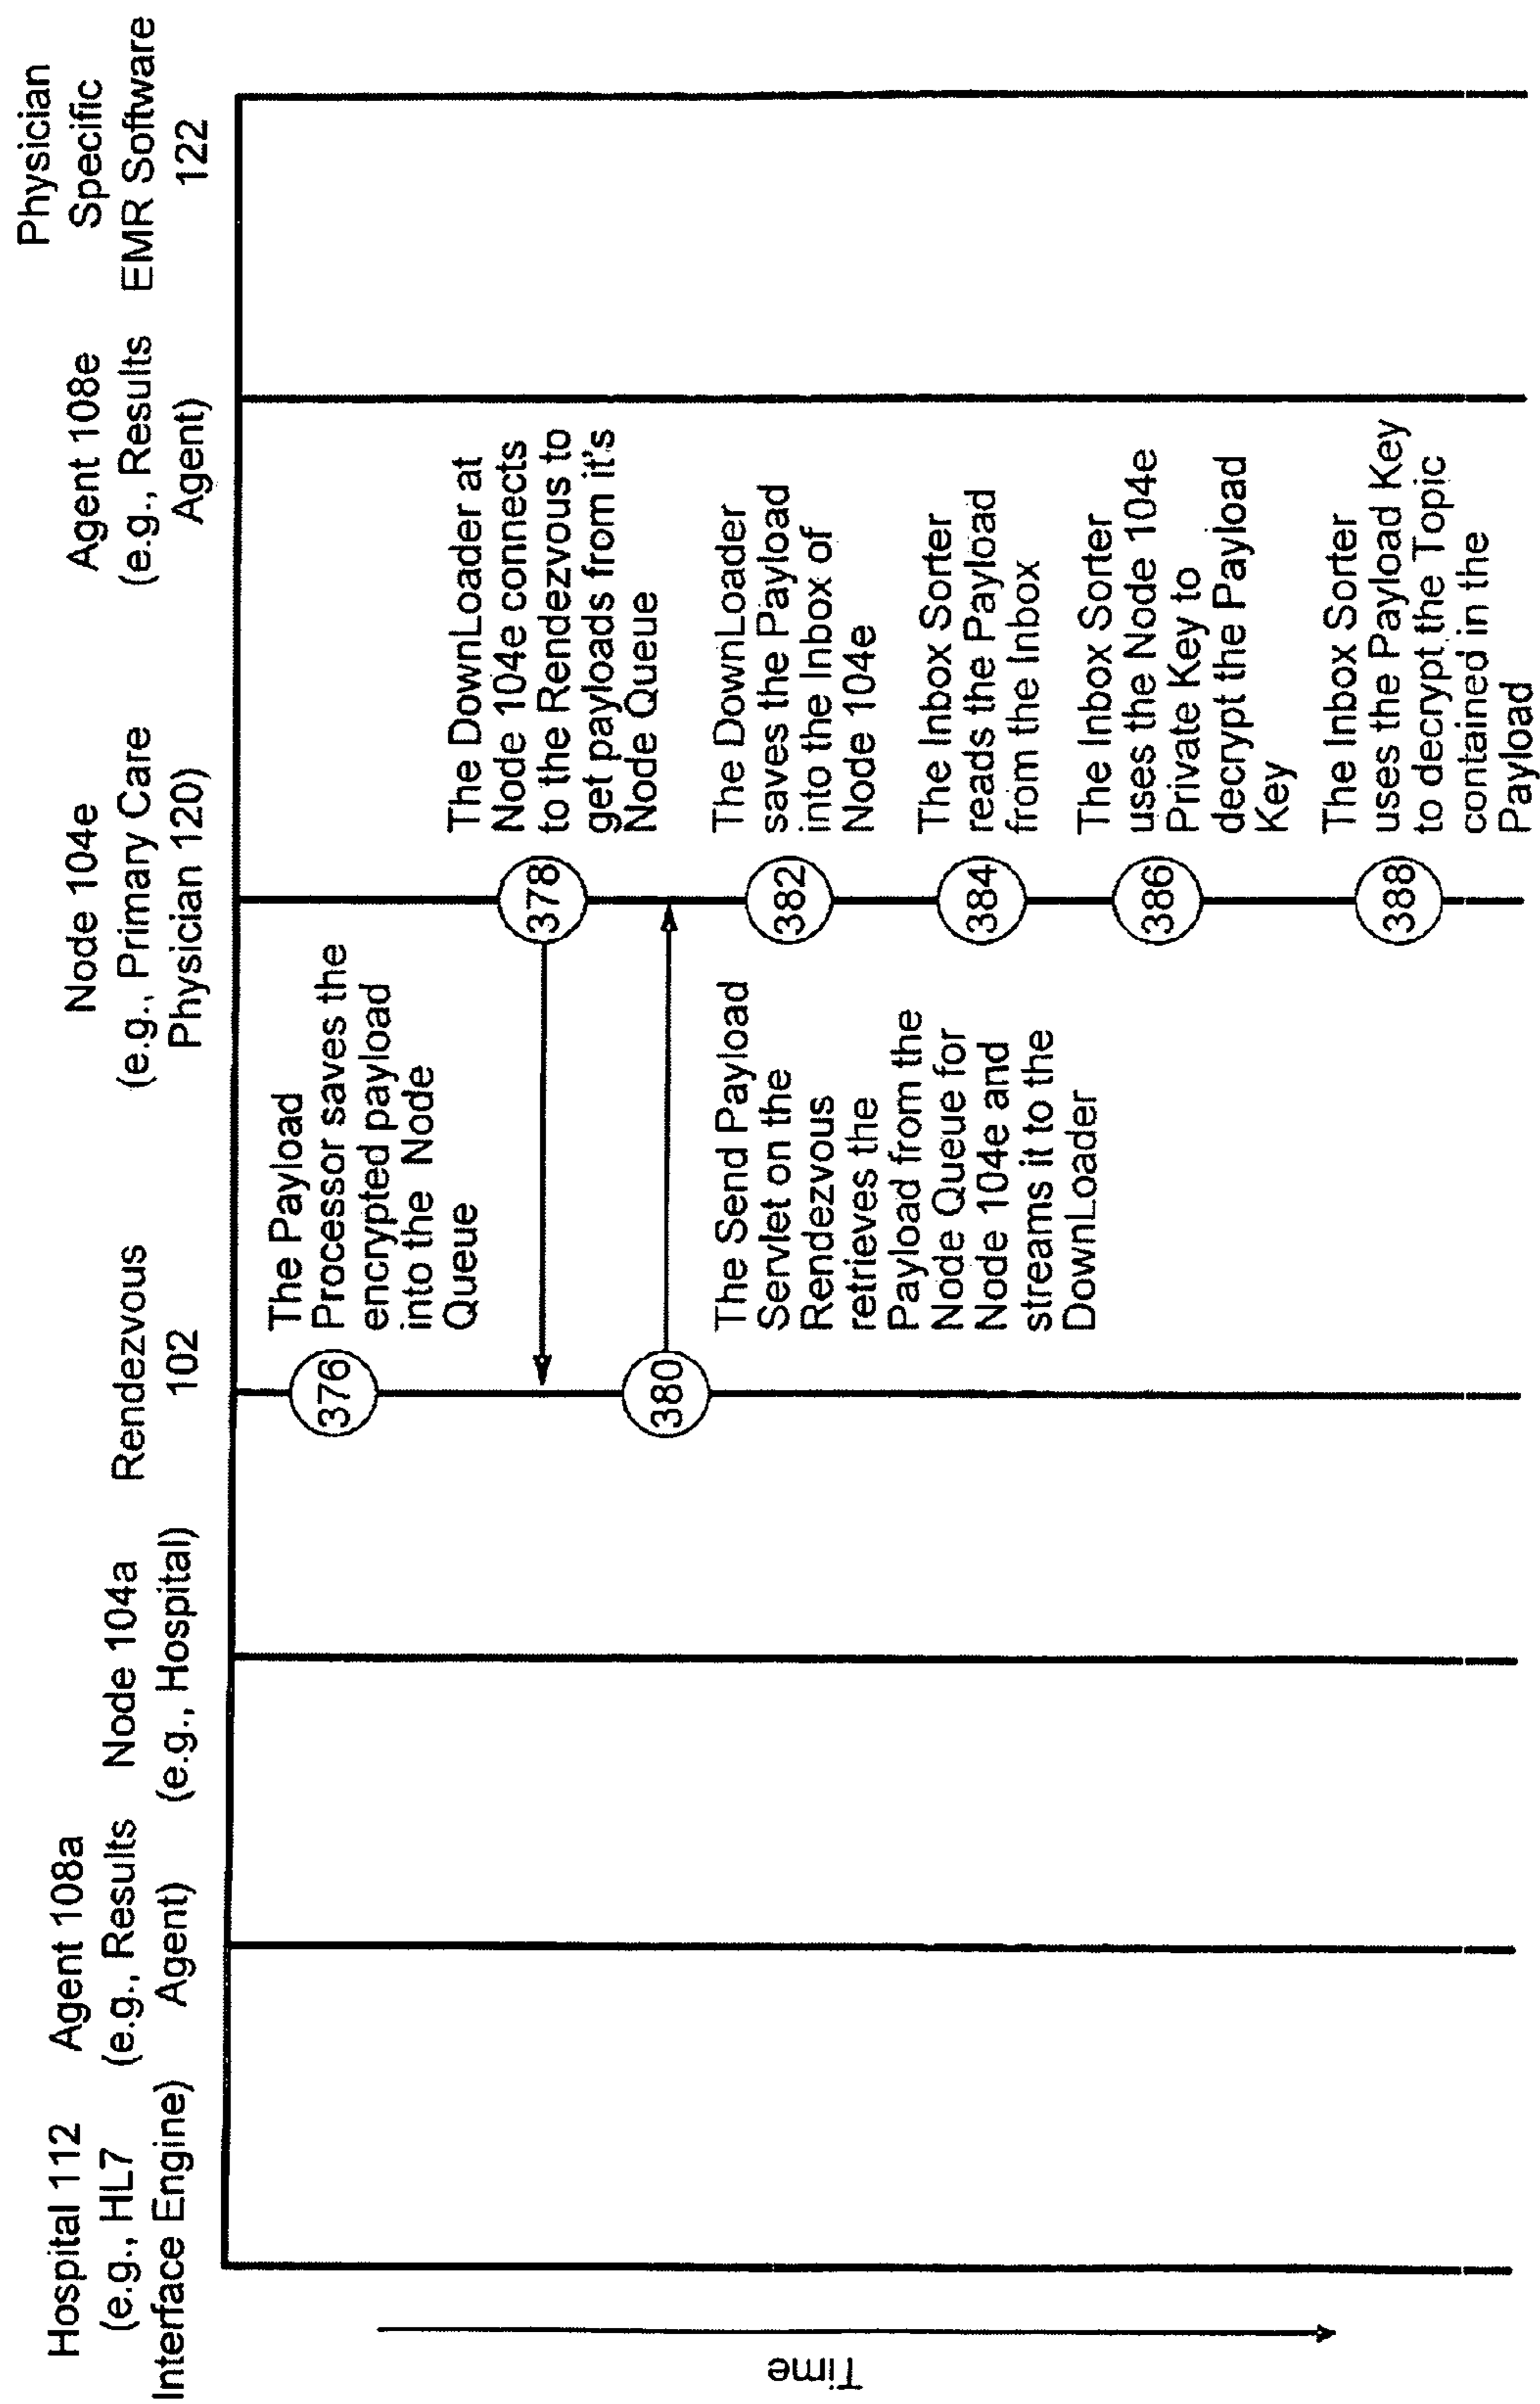 Hospital 112
(e.g., HL7
Interface Engine)
Agent 108a
(e.g., Results
Agent)
Node 104a
(e.g., Hospital)
Rendezvous
102
Node 104e
(e.g., Primary Care
Physician 120)
Agent 108e
(e.g., Results
Agent)
Physician
Specific
EMR Software
122
Time
376
The Payload
Processor saves the
encrypted payload
into the Node
Queue
378
The DownLoader at
Node 104e connects
to the Rendezvous to
get payloads from it's
Node Queue
380
The Send Payload
Servlet on the
Rendezvous
retrieves the
Payload from the
Node Queue for
Node 104e and
streams it to the
DownLoader
382
The DownLoader
saves the Payload
into the Inbox of
Node 104e
384
The Inbox Sorter
reads the Payload
from the Inbox
386
The Inbox Sorter
uses the Node 104e
Private Key to
decrypt the Payload
Key
388
The Inbox Sorter
uses the Payload Key
to decrypt the Topic
contained in the
Payload